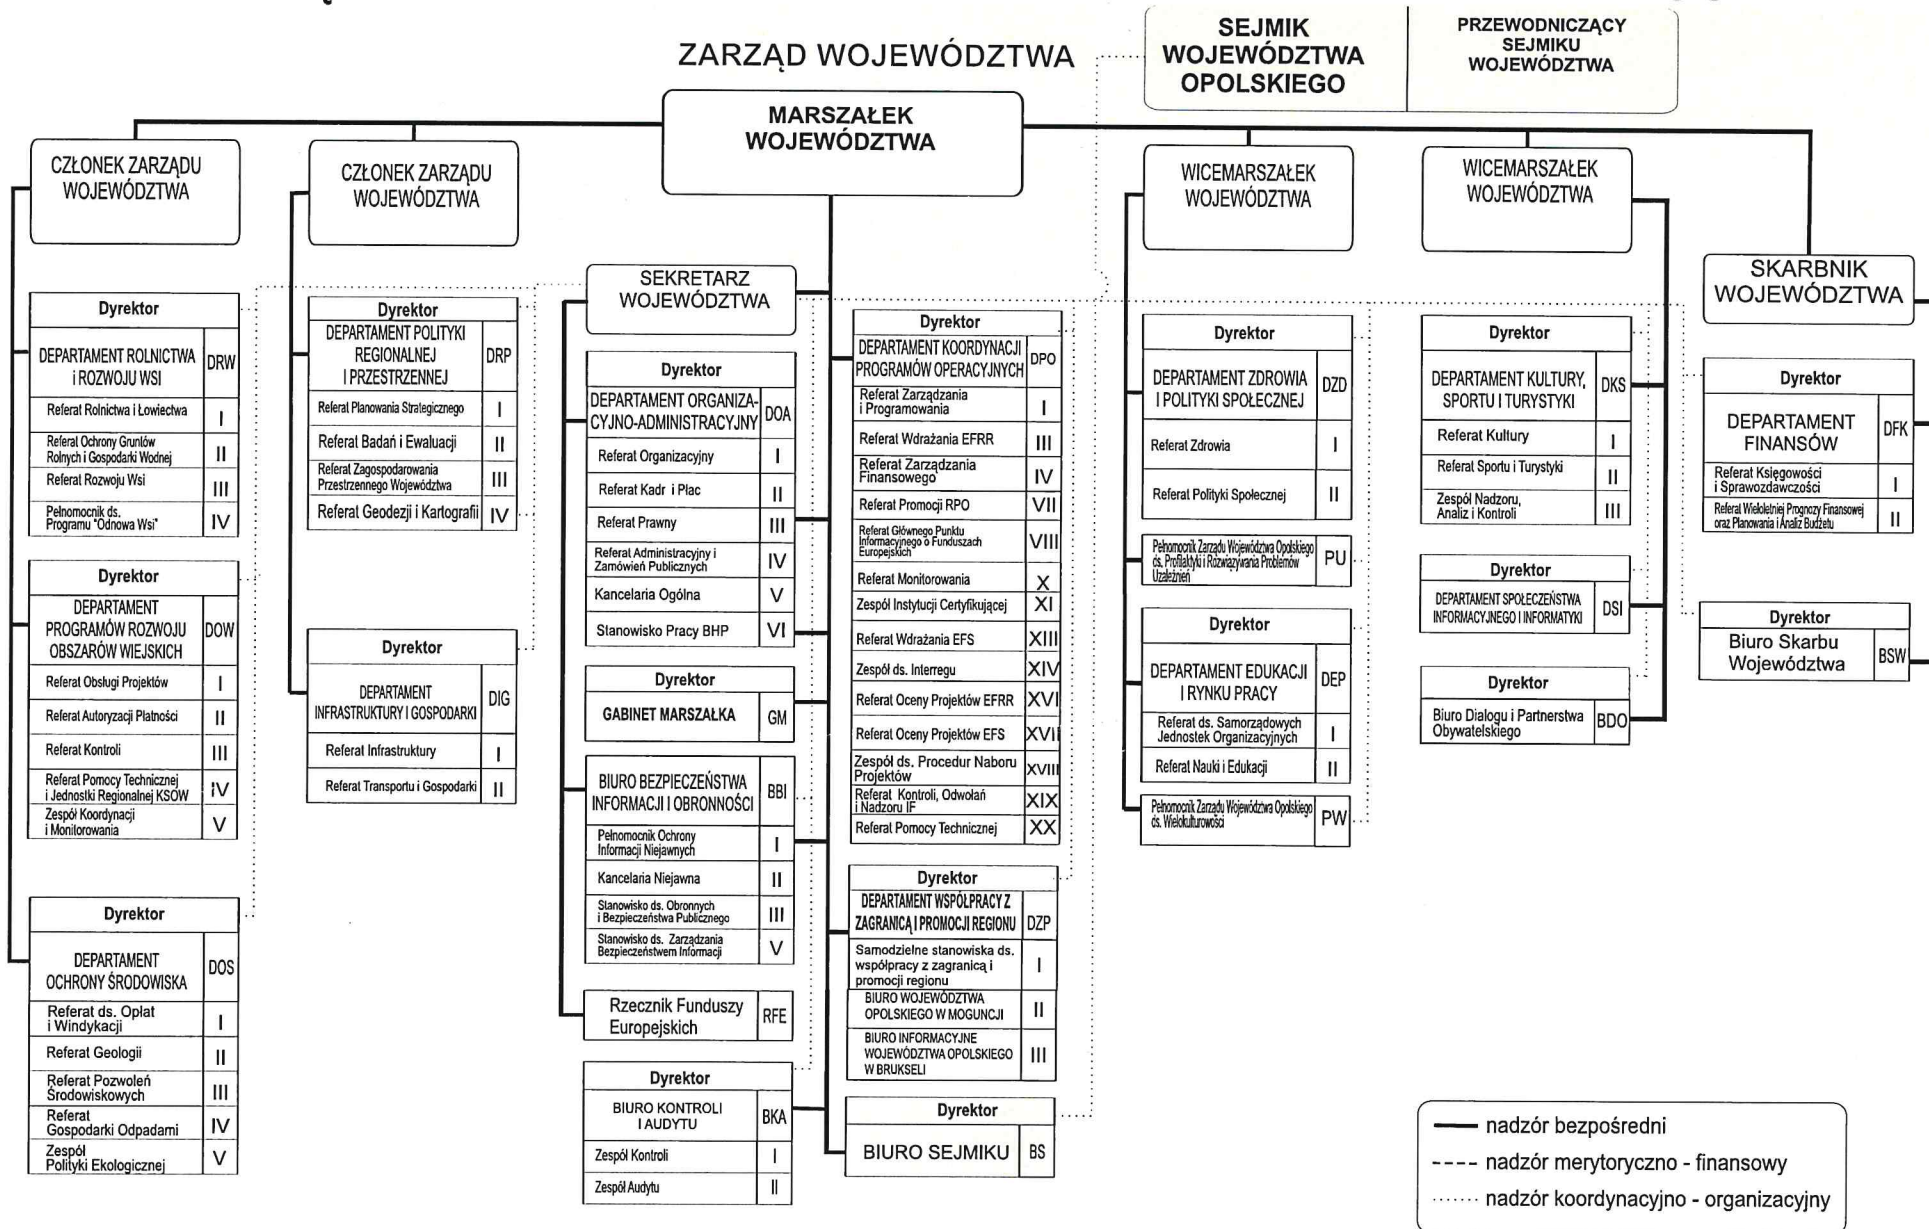 ZARZĄD WOJEWÓDZTWA
SEJMIK
WOJEWÓDZTWA
OPOLSKIEGO
PRZEWODNICZĄCY
SEJMIKU
WOJEWÓDZTWA
MARSZAŁEK
WOJEWÓDZTWA
CZŁONEK ZARZĄDU
WOJEWÓDZTWA
CZŁONEK ZARZĄDU
WOJEWÓDZTWA
WICEMARSZAŁEK
WOJEWÓDZTWA
WICEMARSZAŁEK
WOJEWÓDZTWA
SEKRETARZ
WOJEWÓDZTWA
SKARBNIK
WOJEWÓDZTWA
Dyrektor
DEPARTAMENT ROLNICTWA
i ROZWOJU WSI
DRW
Referat Rolnictwa i Łowiectwa
I
Referat Ochrony Gruntów
Rolnych i Gospodarki Wodnej
II
Referat Rozwoju Wsi
III
Pełnomocnik ds.
Programu "Odnowa Wsi"
IV
Dyrektor
DEPARTAMENT
PROGRAMÓW ROZWOJU
OBSZARÓW WIEJSKICH
DOW
Referat Obsługi Projektów
I
Referat Autoryzacji Płatności
II
Referat Kontroli
III
Referat Pomocy Technicznej
i Jednostki Regionalnej KSOW
IV
Zespół Koordynacji
i Monitorowania
V
Dyrektor
DEPARTAMENT
OCHRONY ŚRODOWISKA
DOS
Referat ds. Opłat
i Windykacji
I
Referat Geologii
II
Referat Pozwoleń
Środowiskowych
III
Referat
Gospodarki Odpadami
IV
Zespół
Polityki Ekologicznej
V
Dyrektor
DEPARTAMENT POLITYKI
REGIONALNEJ
I PRZESTRZENNEJ
DRP
Referat Planowania Strategicznego
I
Referat Badań i Ewaluacji
II
Referat Zagospodarowania
Przestrzennego Województwa
III
Referat Geodezji i Kartografii
IV
Dyrektor
DEPARTAMENT
INFRASTRUKTURY I GOSPODARKI
DIG
Referat Infrastruktury
I
Referat Transportu i Gospodarki
II
Dyrektor
DEPARTAMENT ORGANIZA-
CYJNO-ADMINISTRACYJNY
DOA
Referat Organizacyjny
I
Referat Kadr i Płac
II
Referat Prawny
III
Referat Administracyjny i
Zamówień Publicznych
IV
Kancelaria Ogólna
V
Stanowisko Pracy BHP
VI
Dyrektor
GABINET MARSZAŁKA
GM
BIURO BEZPIECZEŃSTWA
INFORMACJI I OBRONNOŚCI
BBI
Pełnomocnik Ochrony
Informacji Niejawnych
I
Kancelaria Niejawna
II
Stanowisko ds. Obronnych
i Bezpieczeństwa Publicznego
III
Stanowisko ds. Zarządzania
Bezpieczeństwem Informacji
V
Rzecznik Funduszy
Europejskich
RFE
Dyrektor
BIURO KONTROLI
I AUDYTU
BKA
Zespół Kontroli
I
Zespół Audytu
II
Dyrektor
DEPARTAMENT KOORDYNACJI
PROGRAMÓW OPERACYJNYCH
DPO
Referat Zarządzania
i Programowania
I
Referat Wdrażania EFRR
III
Referat Zarządzania
Finansowego
IV
Referat Promocji RPO
VII
Referat Głównego Punktu
Informacyjnego o Funduszach
Europejskich
VIII
Referat Monitorowania
X
Zespół Instytucji Certyfikującej
XI
Referat Wdrażania EFS
XIII
Zespół ds. Interregu
XIV
Referat Oceny Projektów EFRR
XVI
Referat Oceny Projektów EFS
XVII
Zespół ds. Procedur Naboru
Projektów
XVIII
Referat Kontroli, Odwołań
i Nadzoru IF
XIX
Referat Pomocy Technicznej
XX
Dyrektor
DEPARTAMENT WSPÓŁPRACY Z
ZAGRANICĄ I PROMOCJI REGIONU
DZP
Samodzielne stanowiska ds.
współpracy z zagranicą i
promocji regionu
I
BIURO WOJEWÓDZTWA
OPOLSKIEGO W MOGUNCJI
II
BIURO INFORMACYJNE
WOJEWÓDZTWA OPOLSKIEGO
W BRUKSELI
III
Dyrektor
BIURO SEJMIKU
BS
Dyrektor
DEPARTAMENT ZDROWIA
I POLITYKI SPOŁECZNEJ
DZD
Referat Zdrowia
I
Referat Polityki Społecznej
II
Pełnomocnik Zarządu Województwa Opolskiego
ds. Profilaktyki i Rozwiązywania Problemów
Uzależnień
PU
Dyrektor
DEPARTAMENT EDUKACJI
I RYNKU PRACY
DEP
Referat ds. Samorządowych
Jednostek Organizacyjnych
I
Referat Nauki i Edukacji
II
Pełnomocnik Zarządu Województwa Opolskiego
ds. Wielokulturowości
PW
Dyrektor
DEPARTAMENT KULTURY,
SPORTU I TURYSTYKI
DKS
Referat Kultury
I
Referat Sportu i Turystyki
II
Zespół Nadzoru,
Analiz i Kontroli
III
Dyrektor
DEPARTAMENT SPOŁECZEŃSTWA
INFORMACYJNEGO I INFORMATYKI
DSI
Dyrektor
Biuro Dialogu i Partnerstwa
Obywatelskiego
BDO
Dyrektor
DEPARTAMENT
FINANSÓW
DFK
Referat Księgowości
i Sprawozdawczości
I
Referat Wieloletniej Prognozy Finansowej
oraz Planowania i Analiz Budżetu
II
Dyrektor
Biuro Skarbu
Województwa
BSW
nadzór bezpośredni
nadzór merytoryczno - finansowy
nadzór koordynacyjno - organizacyjny